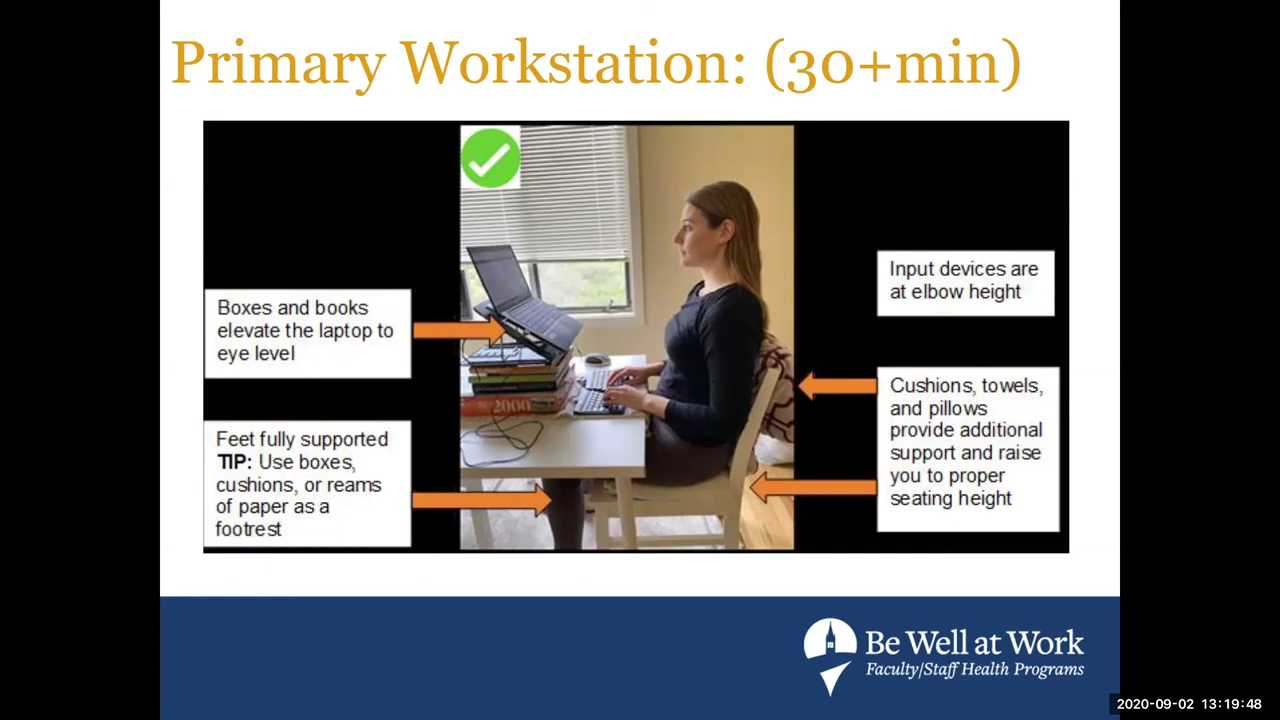 Primary Workstation: (30+min)
Boxes and books
elevate the laptop to
eye level
Feet fully supported
TIP: Use boxes,
cushions, or reams
of paper as a
footrest
2000
Input devices are
at elbow height
Cushions, towels,
and pillows
provide additional
support and raise
you to proper
seating height
Be Well at Work
Faculty/Staff Health Programs
2020-09-02 13:19:48